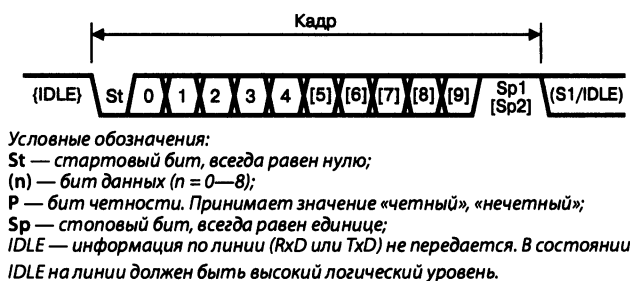 Кадр
{IDLE} St 0 1 2 3 4 [5] [6] [7] [8] [9] Sp1 [Sp2] (S1/IDLE)
Условные обозначения:
St — стартовый бит, всегда равен нулю;
(n) — бит данных (n = 0—8);
P — бит четности. Принимает значение «четный», «нечетный»;
Sp — стоповый бит, всегда равен единице;
IDLE — информация по линии (RxD или TxD) не передается. В состоянии
IDLE на линии должен быть высокий логический уровень.